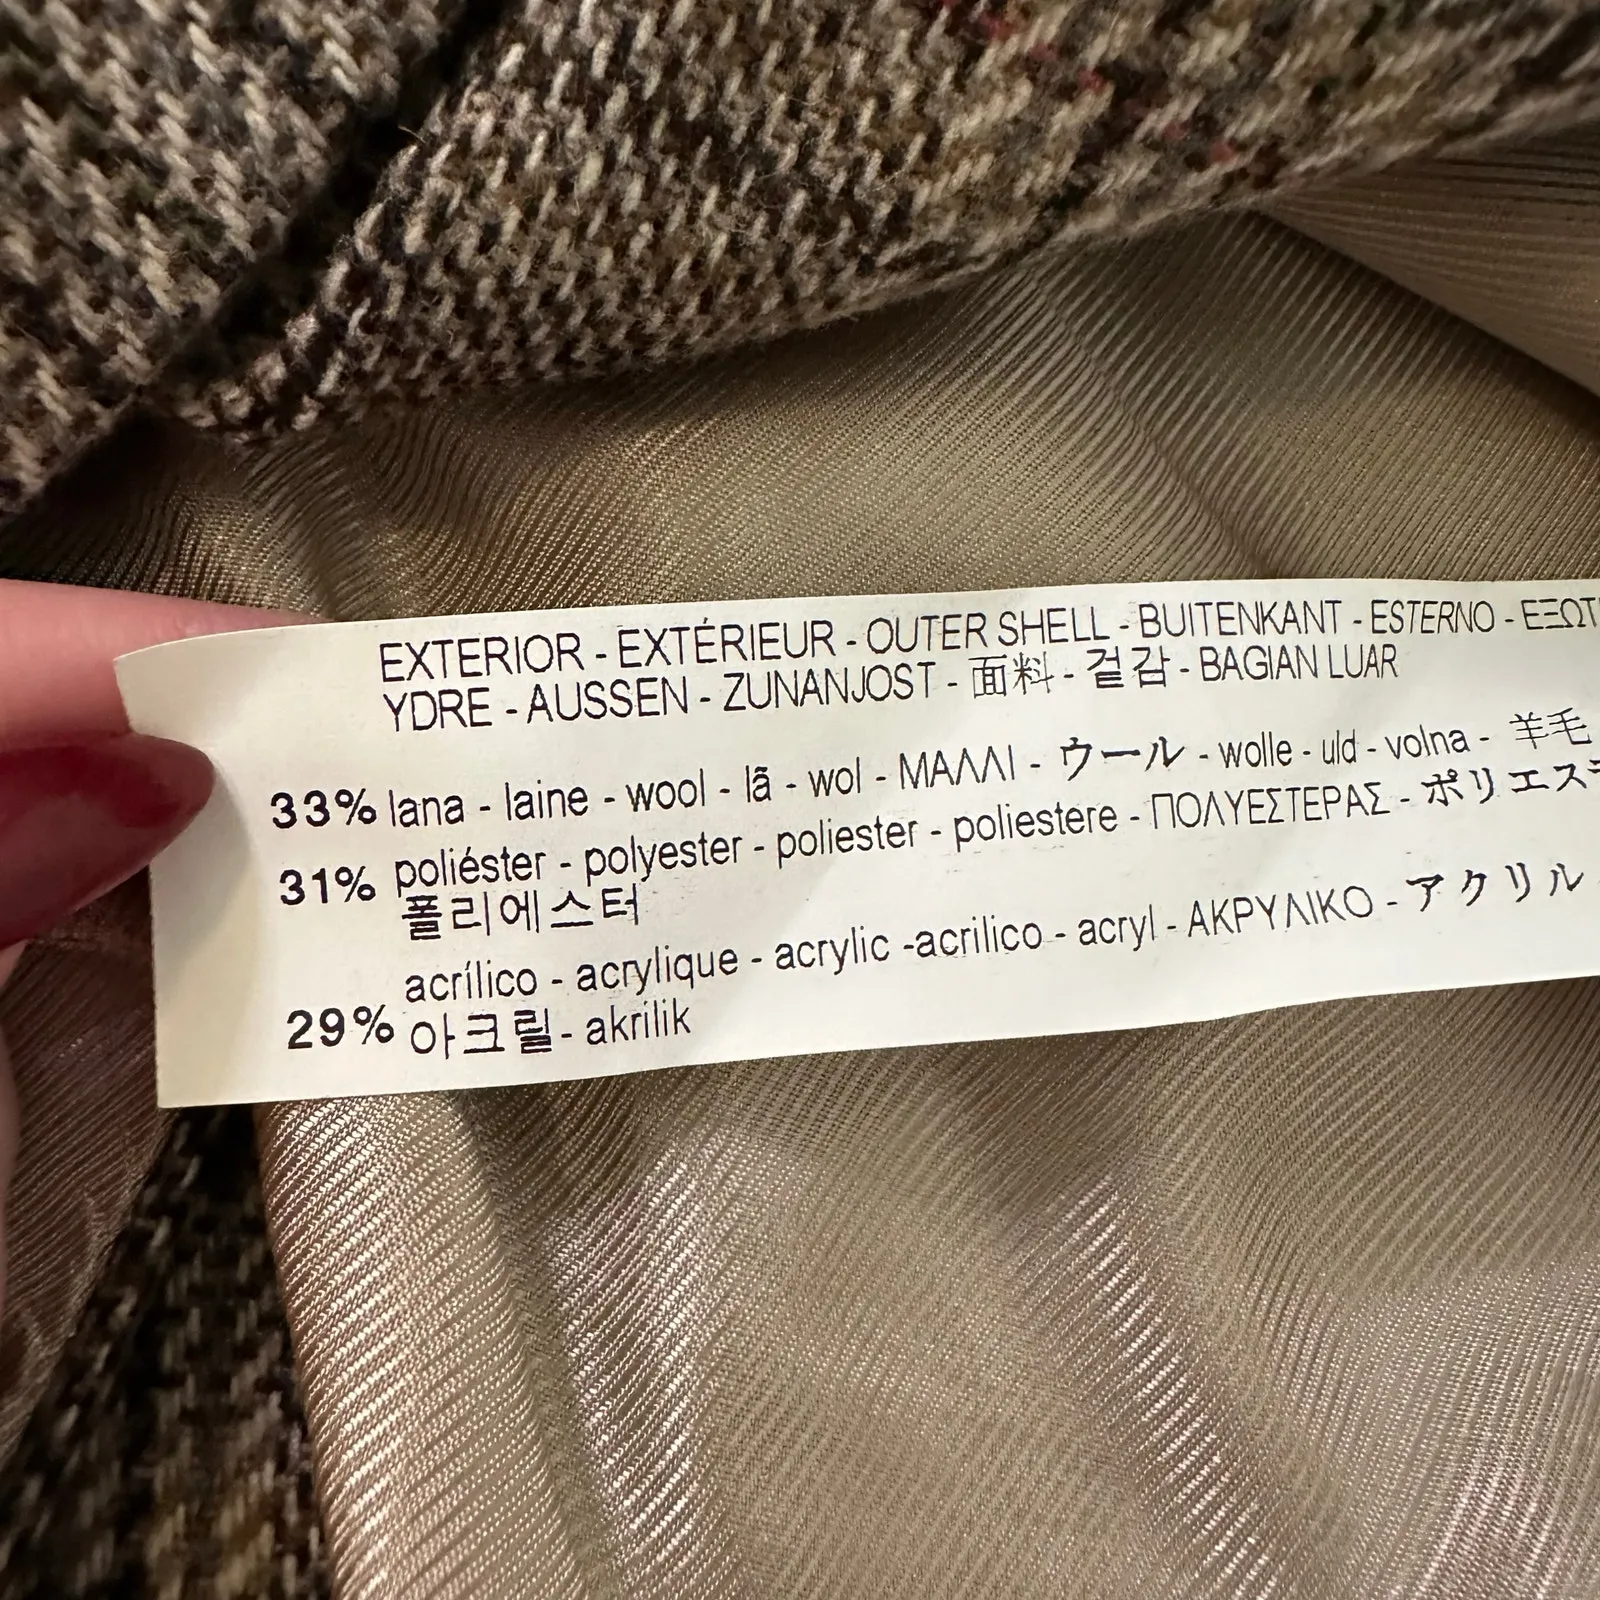 EXTERIOR - EXTÉRIEUR - OUTER SHELL - BUITENKANT - ESTERNO -
YDRE - AUSSEN - ZUNANJOST - 面料 - 겉감 - BAGIAN LUAR
33% lana - laine - wool - lã - wol - ΜΑΛΛΙ - ウール - wolle - uld - volna - 羊毛
31% poliéster - polyester - poliester - poliestere - ΠΟΛΥΕΣΤΕΡΑΣ -
폴리에스터
acrílico - acrylique - acrylic -acrilico - acryl - ΑΚΡΥΛΙΚΟ - アクリル
29% 아크릴- akrilik